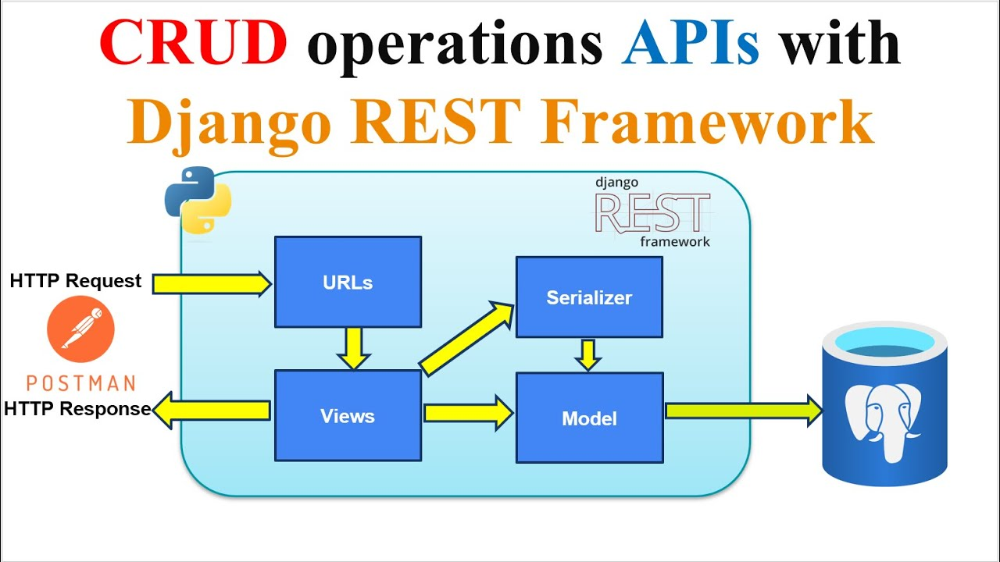 CRUD operations APIs with
Django REST Framework
django
REST
framework
HTTP Request
URLs
Serializer
POSTMAN
HTTP Response
Views
Model